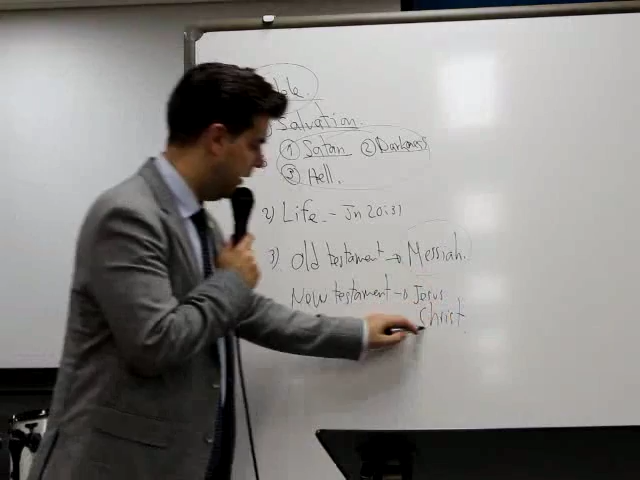 Salvation.
① Satan ② Darkness
③ Hell.
2) Life. - Jn 20:31
3) Old testament → Messiah.
New testament → Jesus
Christ.